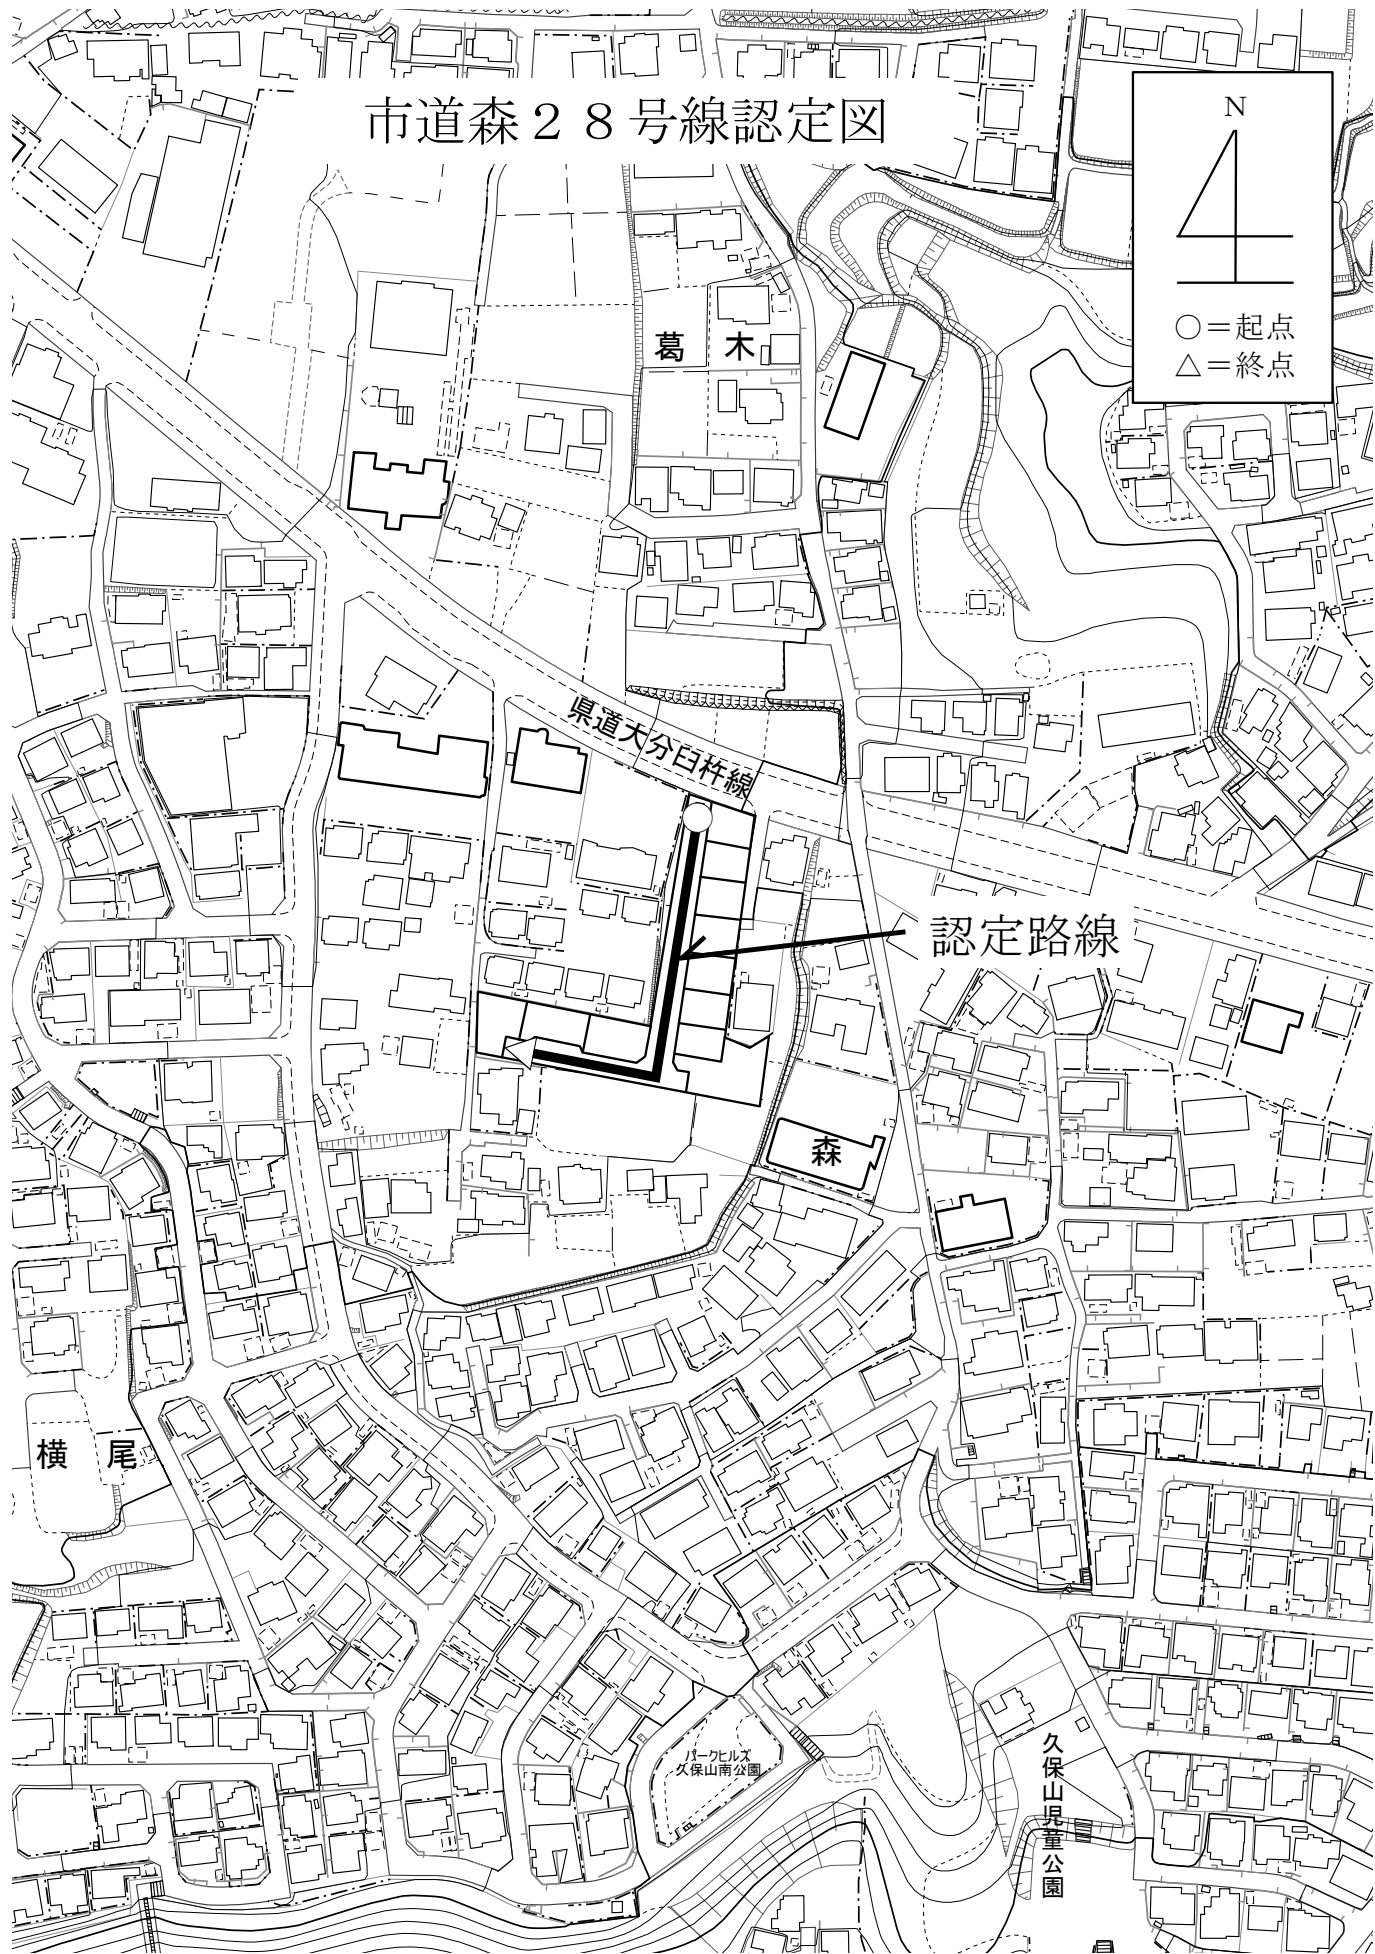 市道森２８号線認定図
N
○＝起点
△＝終点
葛木
県道大分臼杵線
認定路線
森
横尾
パークヒルズ
久保山南公園
久保山児童公園